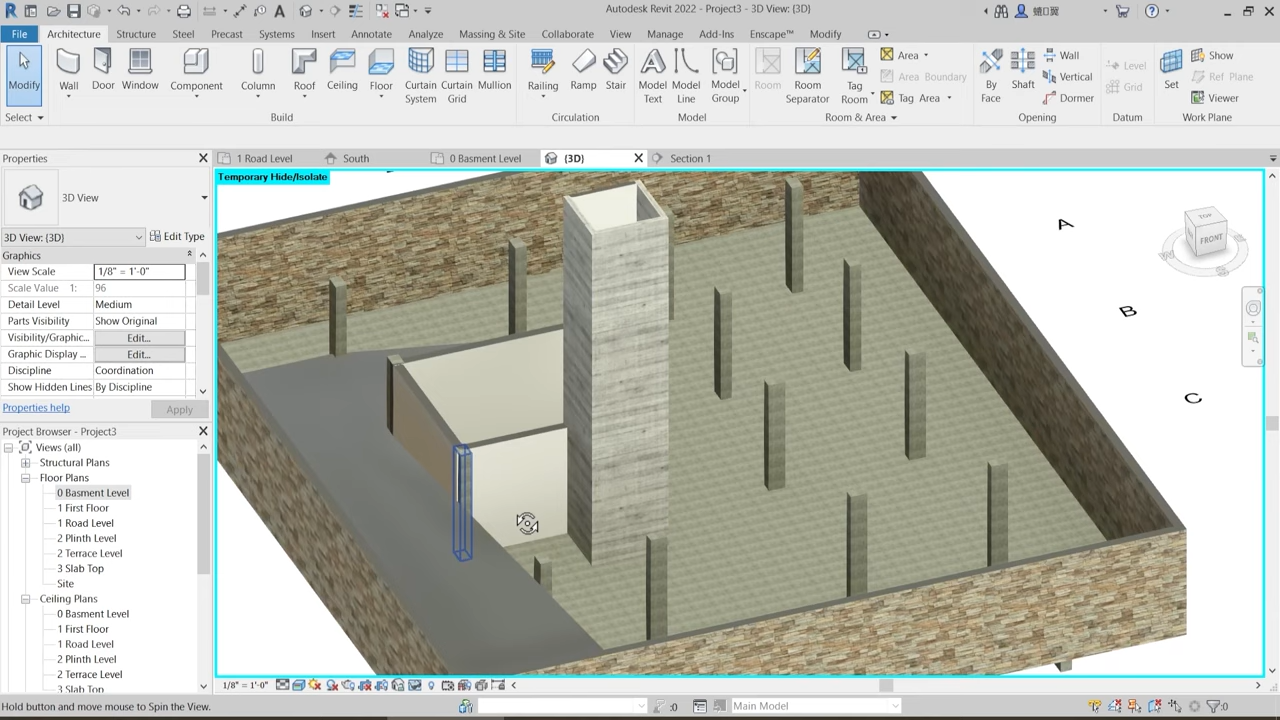 Autodesk Revit 2022 - Project3 - 3D View: {3D}
File Architecture Structure Steel Precast Systems Insert Annotate Analyze Massing & Site Collaborate View Manage Add-Ins Enscape™ Modify
Modify
Wall
Door
Window
Component
Column
Roof
Ceiling
Floor
Curtain System
Curtain Grid
Mullion
Railing
Ramp
Stair
Model Text
Model Line
Model Group
Room
Room Separator
Tag Room
Area
Area Boundary
Tag Area
By Face
Shaft
Wall
Vertical
Dormer
Level
Grid
Set
Show
Ref Plane
Viewer
Select
Build
Circulation
Model
Room & Area
Opening
Datum
Work Plane
Properties
1 Road Level
South
0 Basment Level
{3D}
Section 1
Temporary Hide/Isolate
3D View
3D View: {3D}
Edit Type
Graphics
View Scale 1/8" = 1'-0"
Scale Value 1: 96
Detail Level Medium
Parts Visibility Show Original
Visibility/Graphic... Edit...
Graphic Display ... Edit...
Discipline Coordination
Show Hidden Lines By Discipline
Properties help
Apply
Project Browser - Project3
Views (all)
Structural Plans
Floor Plans
0 Basment Level
1 First Floor
1 Road Level
2 Plinth Level
2 Terrace Level
3 Slab Top
Site
Ceiling Plans
0 Basment Level
1 First Floor
1 Road Level
2 Plinth Level
2 Terrace Level
3 Slab Top
A
B
C
TOP
FRONT
1/8" = 1'-0"
Hold button and move mouse to Spin the View.
:0
Main Model
:0